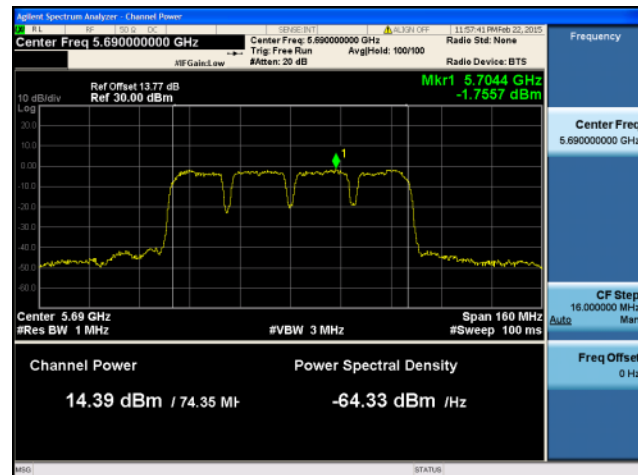 Agilent Spectrum Analyzer - Channel Power
RL RF 50 Ω DC SENSE:INT ALIGN OFF 11:57:41 PM Feb 22, 2015
Center Freq 5.690000000 GHz
Center Freq: 5.690000000 GHz
Radio Std: None
Trig: Free Run Avg|Hold: 100/100
#IFGain:Low #Atten: 20 dB Radio Device: BTS
Frequency
Mkr1 5.7044 GHz
-1.7557 dBm
Ref Offset 13.77 dB
10 dB/div Ref 30.00 dBm
Log
20.0
10.0
0.00
-10.0
-20.0
-30.0
-40.0
-50.0
-60.0
1
Center 5.69 GHz Span 160 MHz
#Res BW 1 MHz #VBW 3 MHz #Sweep 100 ms
Channel Power Power Spectral Density
14.39 dBm / 74.35 MH -64.33 dBm /Hz
Center Freq
5.690000000 GHz
CF Step
16.000000 MHz
Auto Man
Freq Offset
0 Hz
MSG STATUS